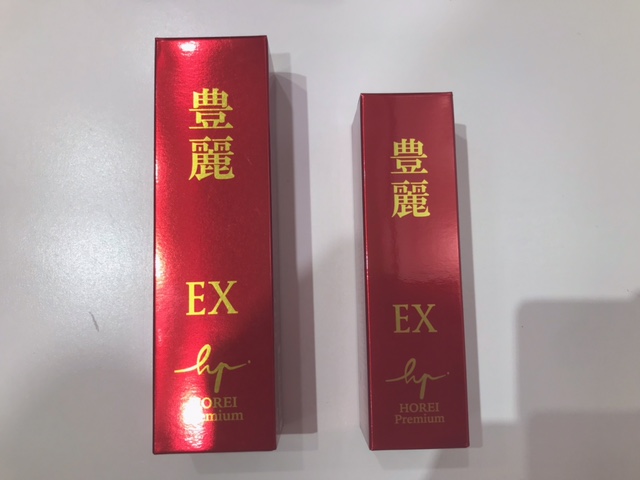 豊麗
EX
hp.
HOREI
Premium
豊麗
EX
hp.
HOREI
Premium